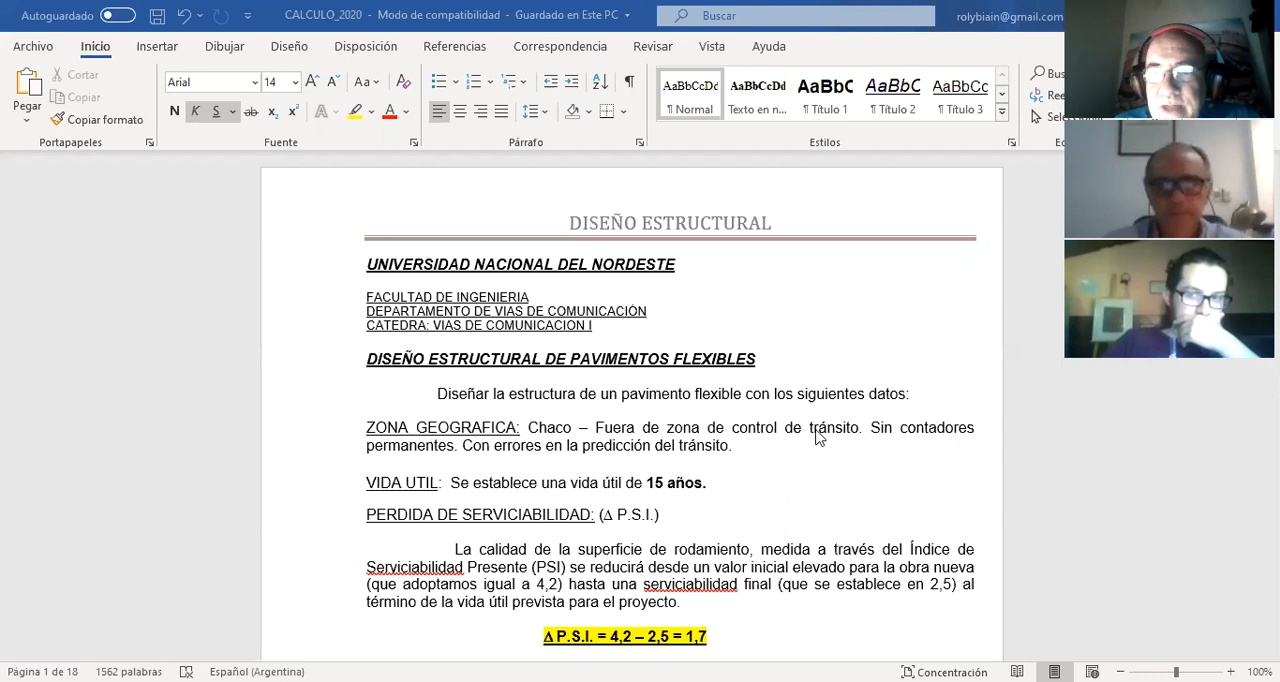 Autoguardado
CALCULO_2020 - Modo de compatibilidad - Guardado en Este PC
Buscar
rolybiain@gmail.com
Archivo Inicio Insertar Dibujar Diseño Disposición Referencias Correspondencia Revisar Vista Ayuda
Pegar
Cortar
Copiar
Copiar formato
Portapapeles
Arial 14
N K S ab x₂ x²
Fuente
Párrafo
AaBbCcDd AaBbCcDd AaBbC AaBbC AaBbCc
¶ Normal Texto en n... ¶ Título 1 ¶ Título 2 ¶ Título 3
Estilos
DISEÑO ESTRUCTURAL
UNIVERSIDAD NACIONAL DEL NORDESTE
FACULTAD DE INGENIERIA
DEPARTAMENTO DE VIAS DE COMUNICACIÓN
CATEDRA: VIAS DE COMUNICACION I
DISEÑO ESTRUCTURAL DE PAVIMENTOS FLEXIBLES
Diseñar la estructura de un pavimento flexible con los siguientes datos:
ZONA GEOGRAFICA: Chaco – Fuera de zona de control de tránsito. Sin contadores
permanentes. Con errores en la predicción del tránsito.
VIDA UTIL: Se establece una vida útil de 15 años.
PERDIDA DE SERVICIABILIDAD: (Δ P.S.I.)
La calidad de la superficie de rodamiento, medida a través del Índice de
Serviciabilidad Presente (PSI) se reducirá desde un valor inicial elevado para la obra nueva
(que adoptamos igual a 4,2) hasta una serviciabilidad final (que se establece en 2,5) al
término de la vida útil prevista para el proyecto.
Δ P.S.I. = 4,2 – 2,5 = 1,7
Página 1 de 18 1562 palabras Español (Argentina) Concentración 100%